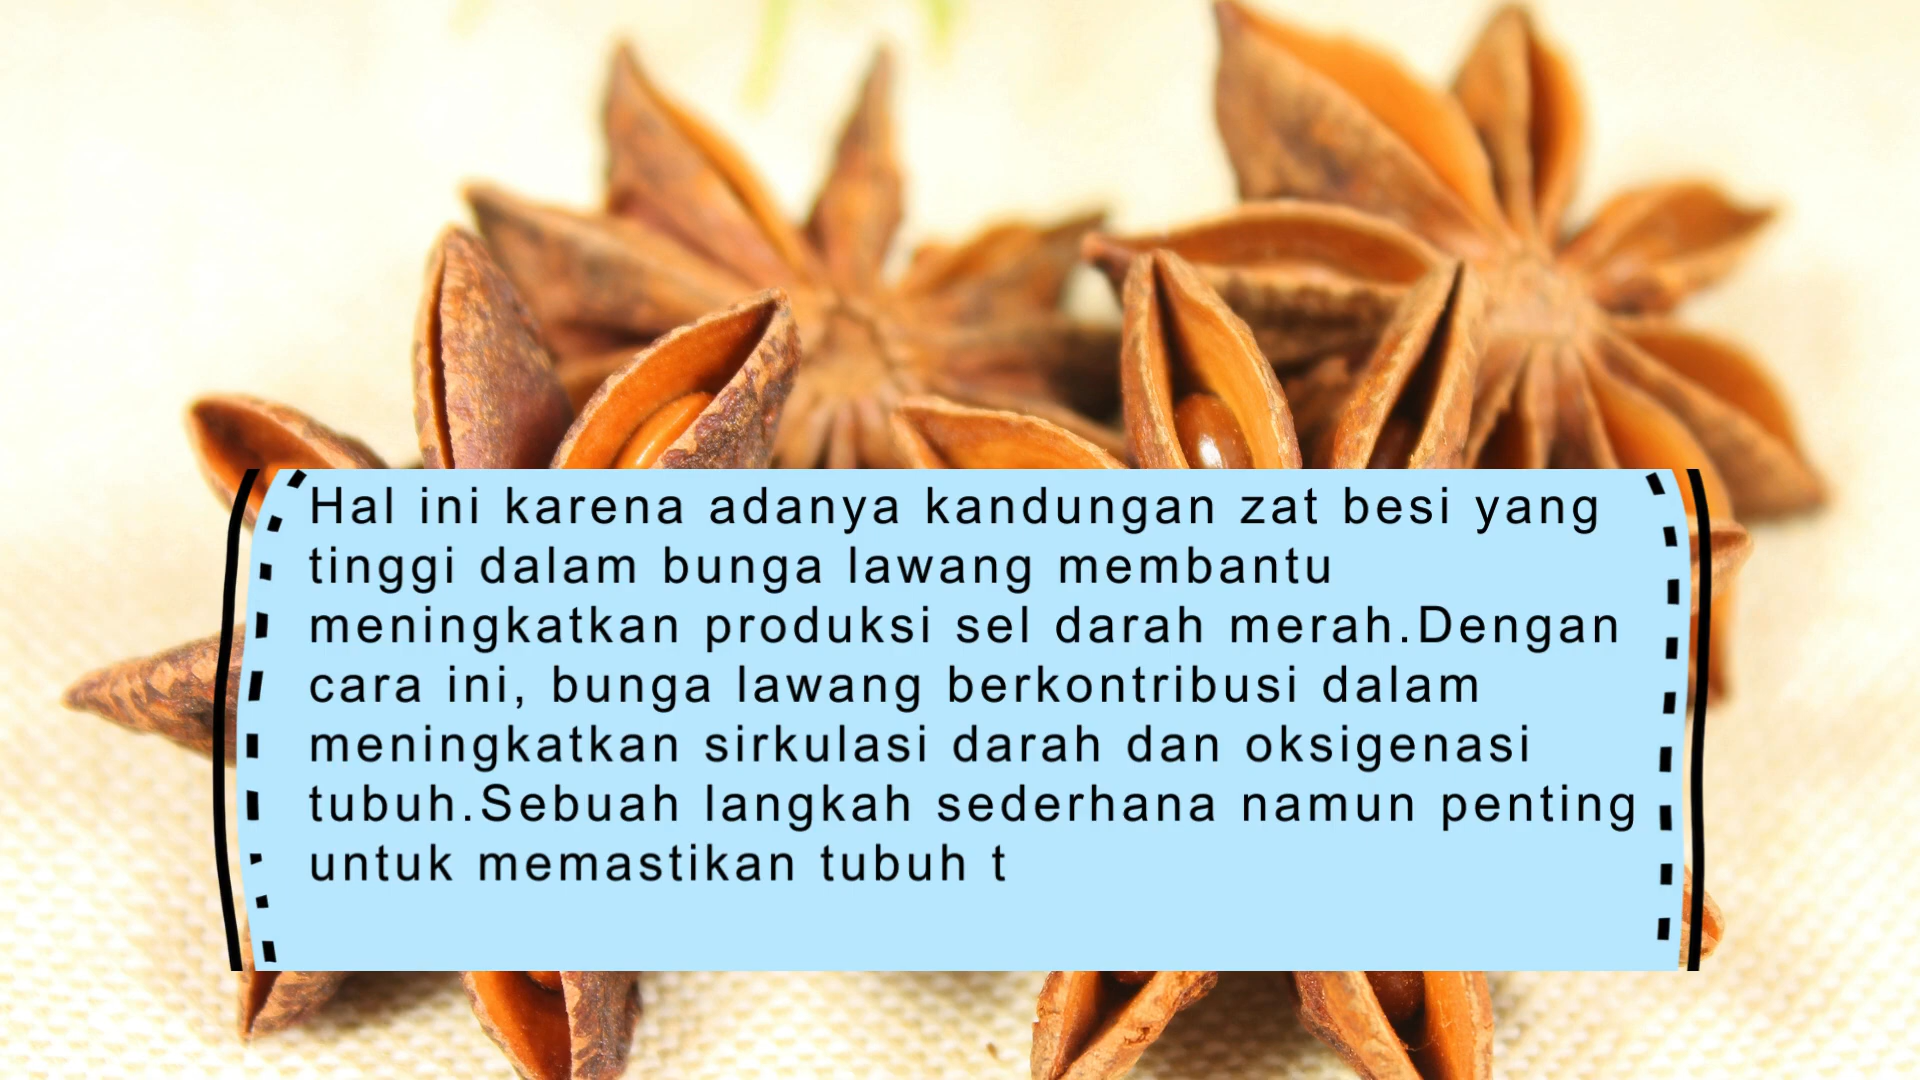 Hal ini karena adanya kandungan zat besi yang
tinggi dalam bunga lawang membantu
meningkatkan produksi sel darah merah.Dengan
cara ini, bunga lawang berkontribusi dalam
meningkatkan sirkulasi darah dan oksigenasi
tubuh.Sebuah langkah sederhana namun penting
untuk memastikan tubuh t